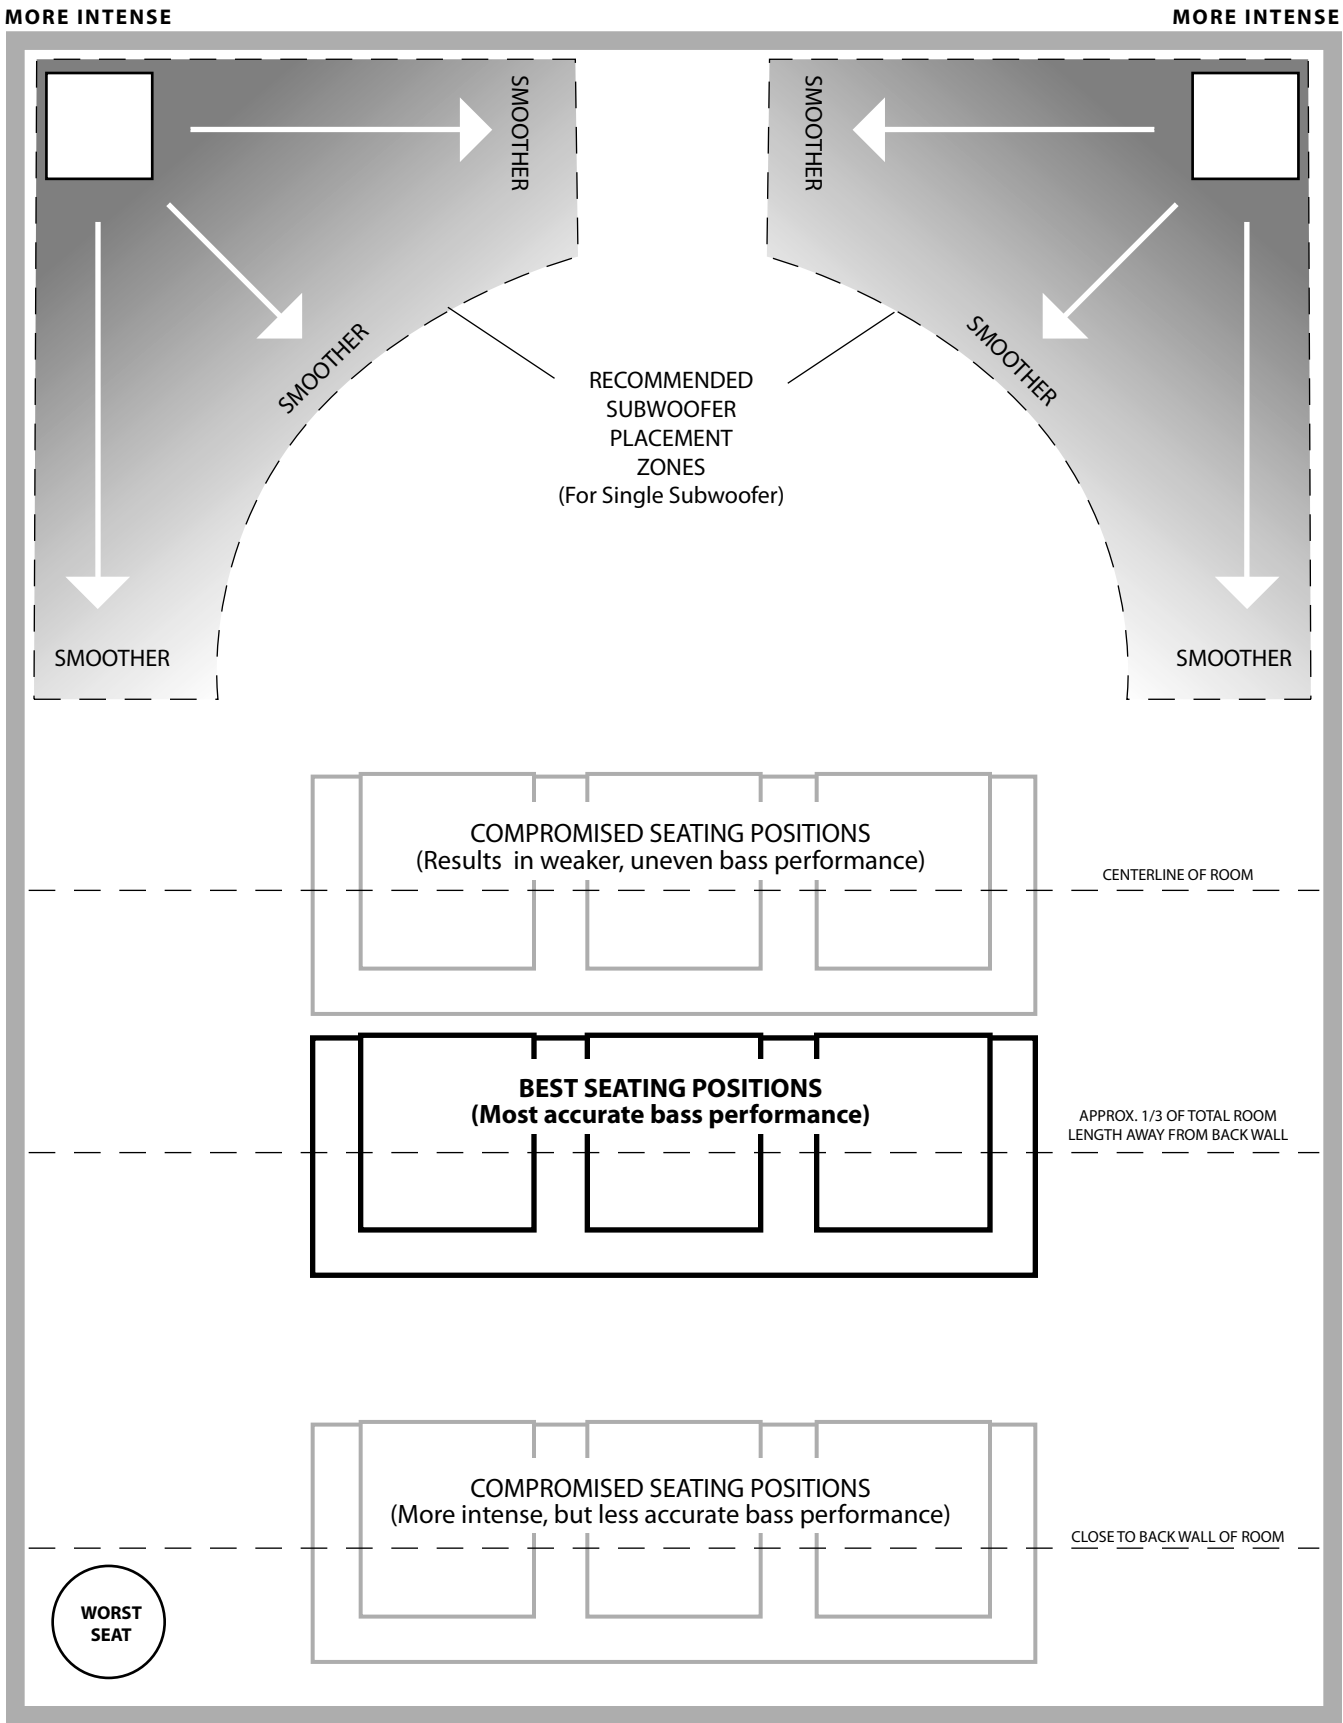 MORE INTENSE
MORE INTENSE
SMOOTHER
SMOOTHER
SMOOTHER
SMOOTHER
RECOMMENDED
SUBWOOFER
PLACEMENT
ZONES
(For Single Subwoofer)
SMOOTHER
SMOOTHER
COMPROMISED SEATING POSITIONS
(Results in weaker, uneven bass performance)
CENTERLINE OF ROOM
BEST SEATING POSITIONS
(Most accurate bass performance)
APPROX. 1/3 OF TOTAL ROOM
LENGTH AWAY FROM BACK WALL
COMPROMISED SEATING POSITIONS
(More intense, but less accurate bass performance)
CLOSE TO BACK WALL OF ROOM
WORST
SEAT